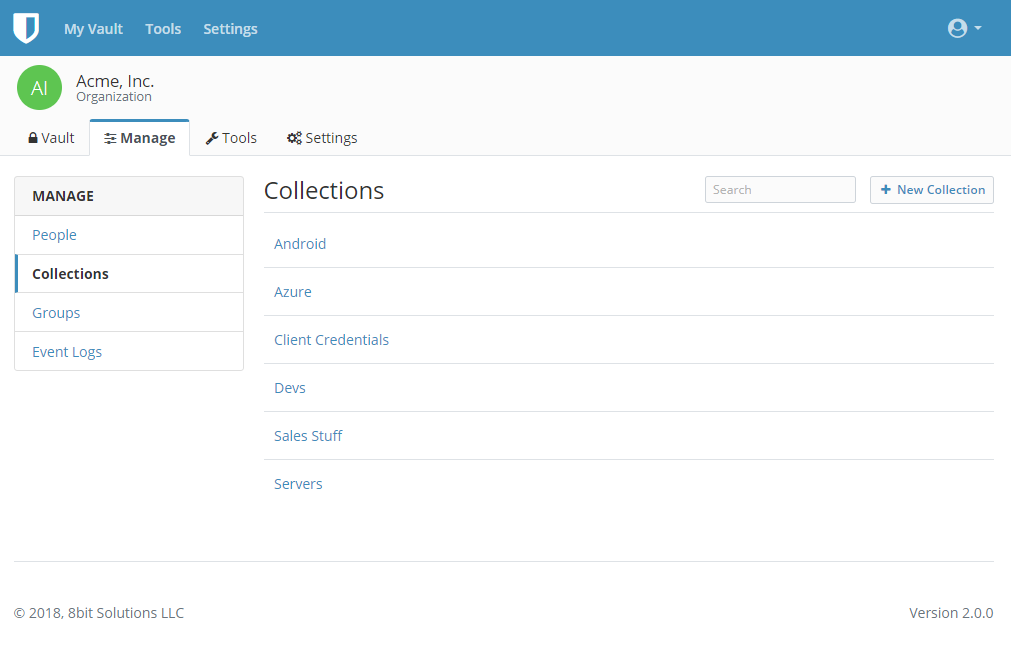 My Vault Tools Settings
AI
Acme, Inc.
Organization
Vault Manage Tools Settings
MANAGE
People
Collections
Groups
Event Logs
Collections
Search
New Collection
Android
Azure
Client Credentials
Devs
Sales Stuff
Servers
© 2018, 8bit Solutions LLC
Version 2.0.0